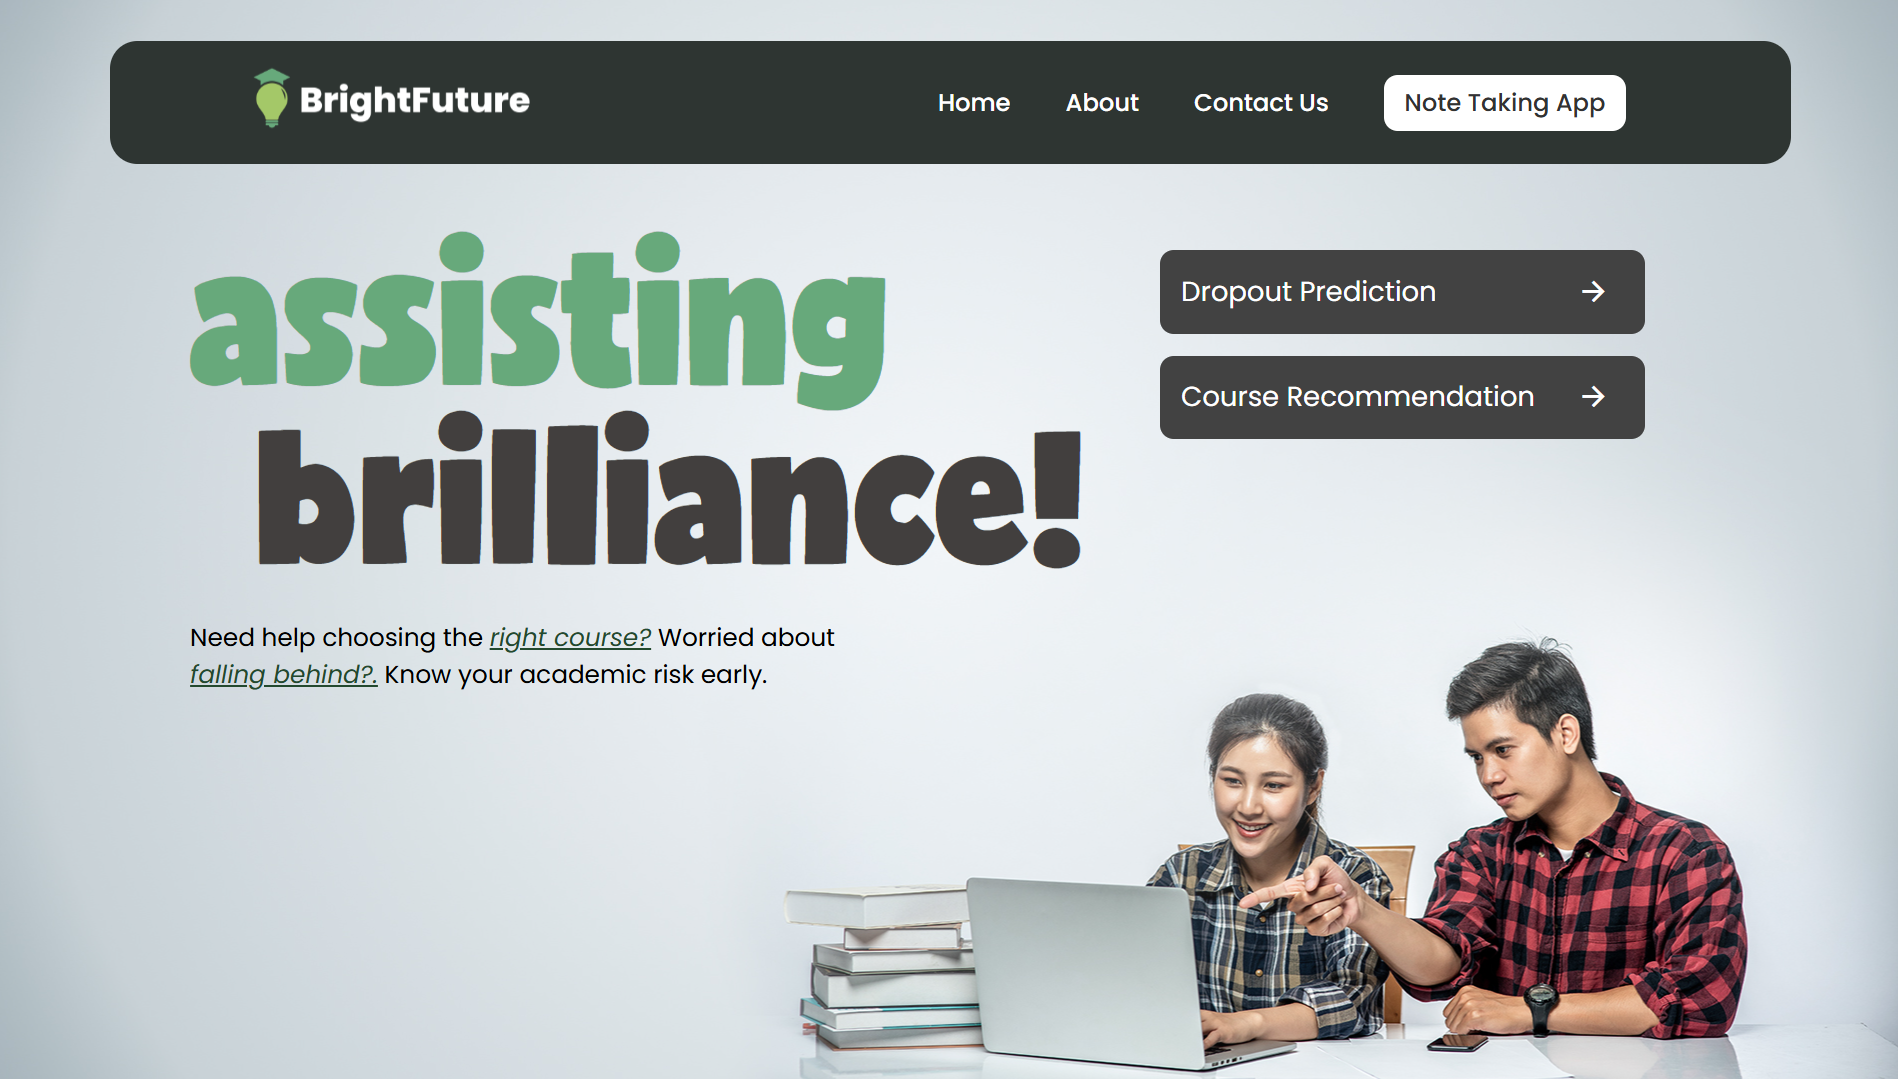 BrightFuture
Home
About
Contact Us
Note Taking App
assisting
brilliance!
Dropout Prediction
Course Recommendation
Need help choosing the right course? Worried about
falling behind?. Know your academic risk early.